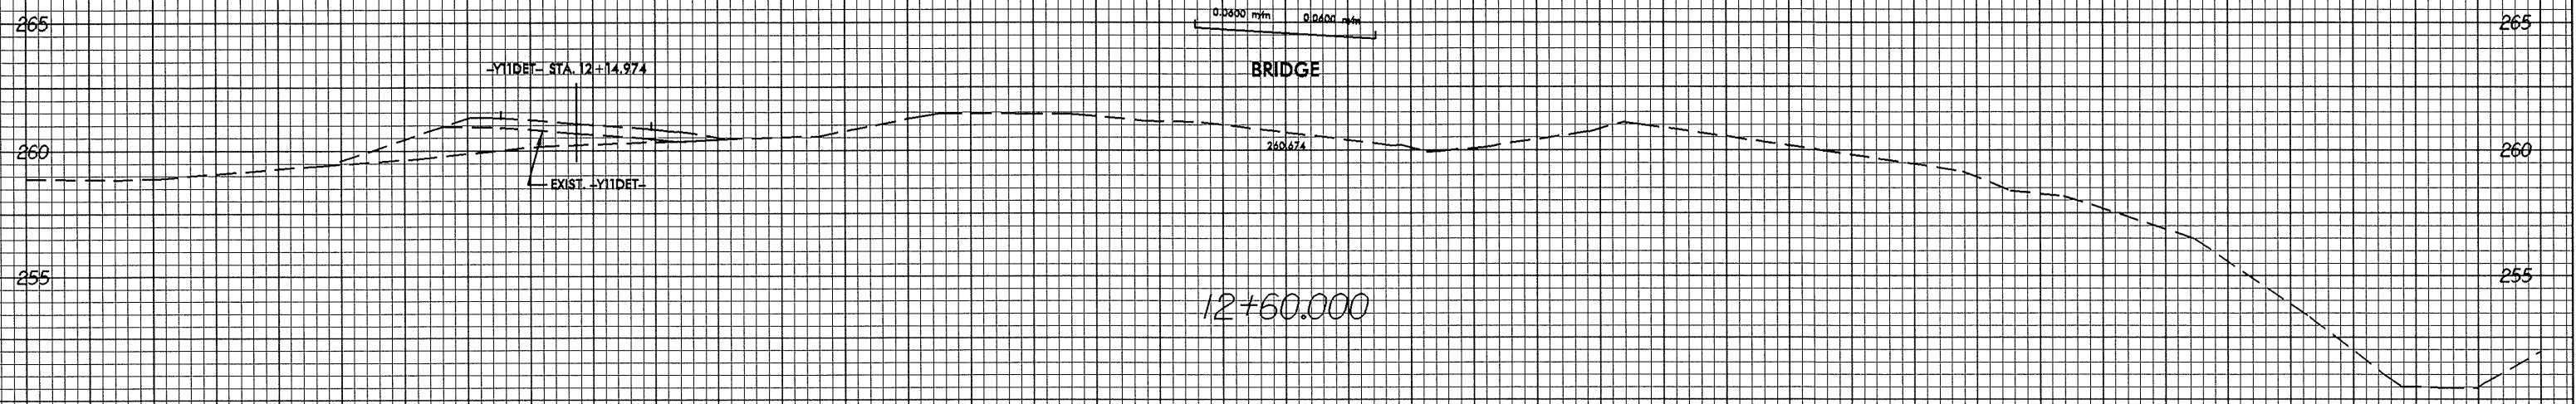 265
0.0600 m/m 0.0600 m/m
265
-Y11DET- STA. 12+14.974
BRIDGE
260
260.674
260
EXIST. -Y11DET-
255
255
12+60.000